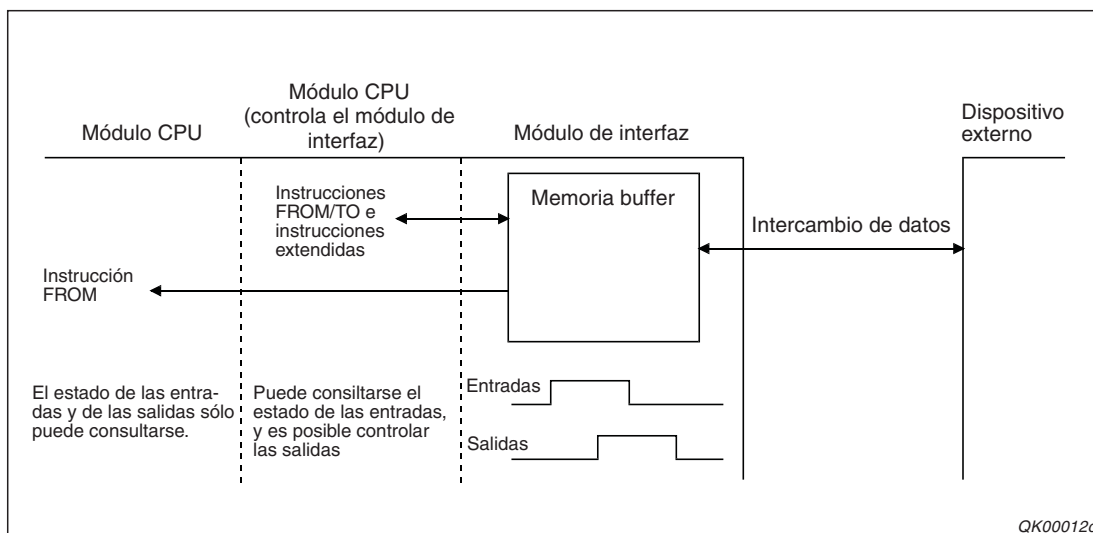 Módulo CPU
Módulo CPU
(controla el módulo de
interfaz)
Módulo de interfaz
Dispositivo
externo
Instrucciones
FROM/TO e
instrucciones
extendidas
Memoria buffer
Intercambio de datos
Instrucción
FROM
El estado de las entra-
das y de las salidas sólo
puede consultarse.
Puede consiltarse el
estado de las entradas,
y es posible controlar
las salidas
Entradas
Salidas
QK00012c